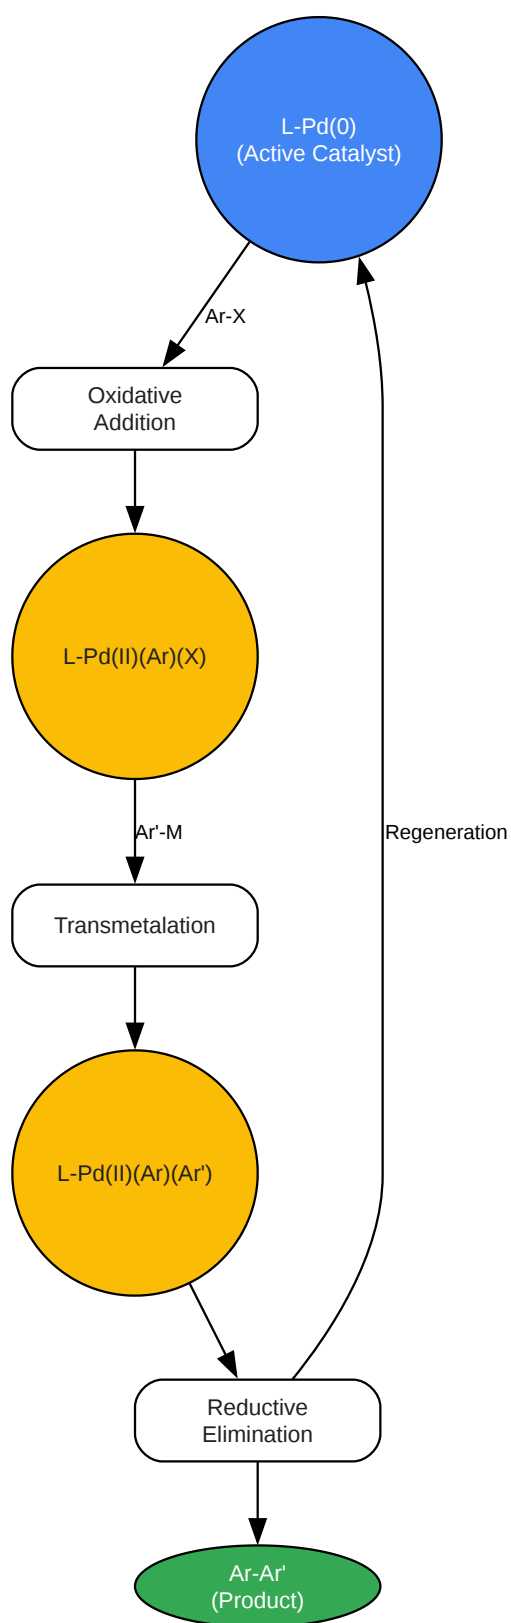 L-Pd(0)
(Active Catalyst)
Ar-X
Oxidative
Addition
L-Pd(II)(Ar)(X)
Ar'-M
Regeneration
Transmetalation
L-Pd(II)(Ar)(Ar')
Reductive
Elimination
Ar-Ar'
(Product)